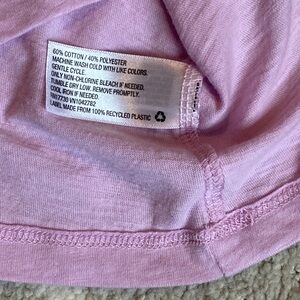 60% COTTON / 40% POLYESTER
MACHINE WASH COLD WITH LIKE COLORS.
GENTLE CYCLE.
ONLY NON-CHLORINE BLEACH IF NEEDED.
TUMBLE DRY LOW. REMOVE PROMPTLY.
COOL IRON IF NEEDED.
VN1042782
LABEL MADE FROM 100% RECYCLED PLASTIC